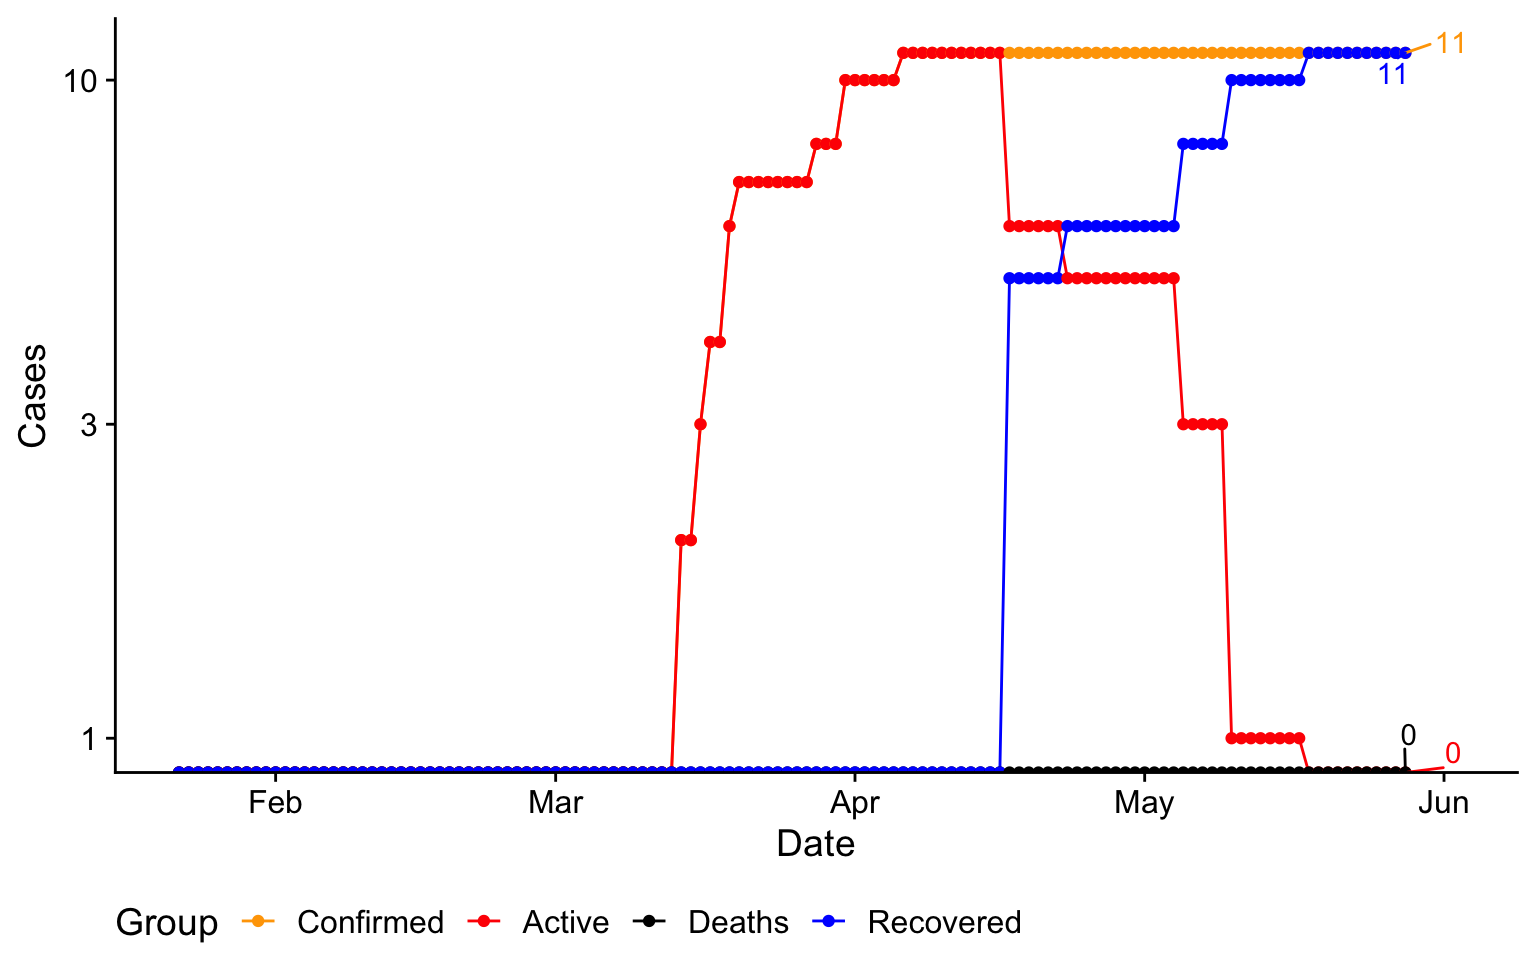 11
10
11
Cases
3
1
0
0
Feb Mar Apr May Jun
Date
Group Confirmed Active Deaths Recovered